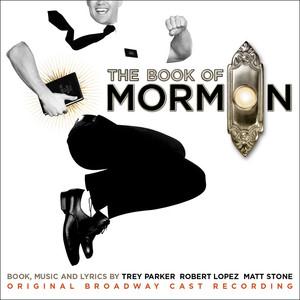 THE BOOK OF
MORMON
BOOK, MUSIC AND LYRICS BY TREY PARKER ROBERT LOPEZ MATT STONE
ORIGINAL BROADWAY CAST RECORDING